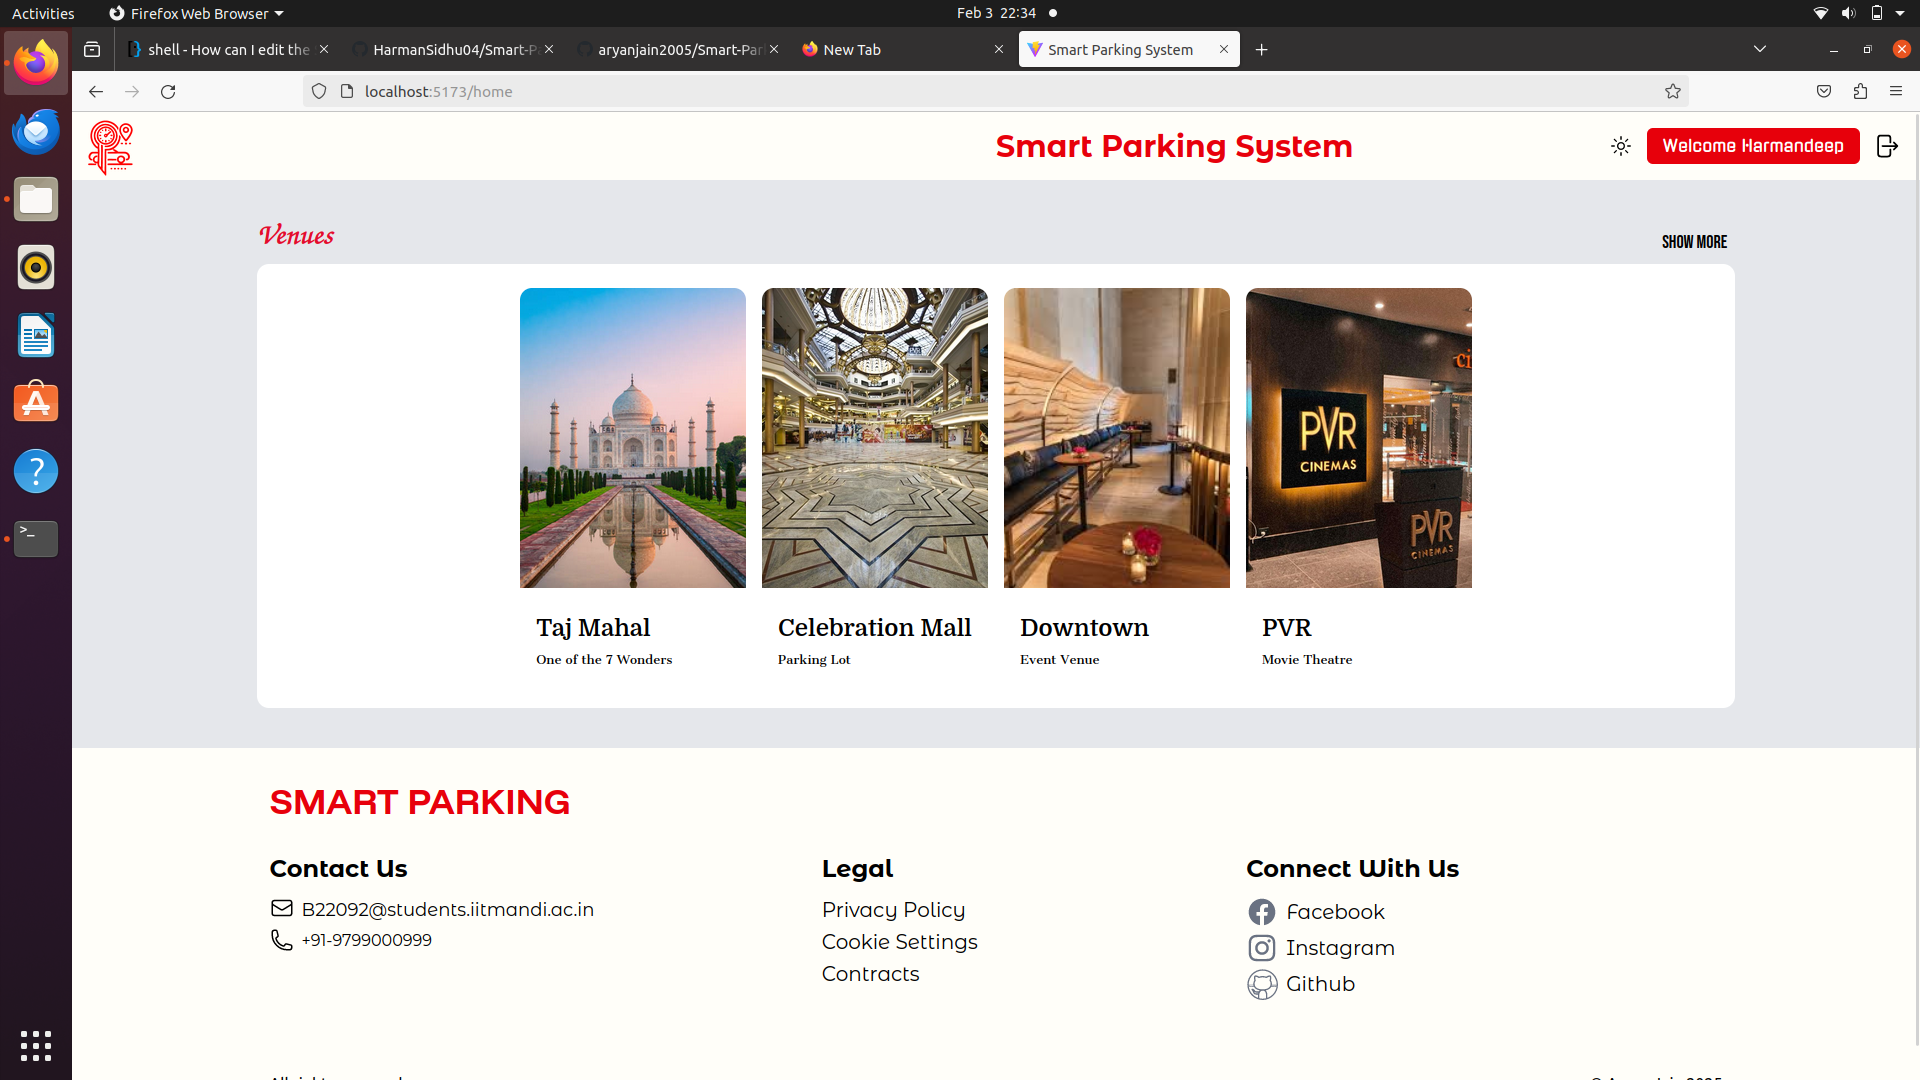 Activities Firefox Web Browser Feb 3 22:34
shell - How can I edit the HarmanSidhu04/Smart-Pa aryanjain2005/Smart-Par New Tab Smart Parking System
localhost:5173/home
Smart Parking System Welcome Harmandeep
Venues SHOW MORE
PVR
CINEMAS
PVR
CINEMAS
Taj Mahal Celebration Mall Downtown PVR
One of the 7 Wonders Parking Lot Event Venue Movie Theatre
SMART PARKING
Contact Us Legal Connect With Us
B22092@students.iitmandi.ac.in Privacy Policy Facebook
+91-9799000999 Cookie Settings Instagram
Contracts Github